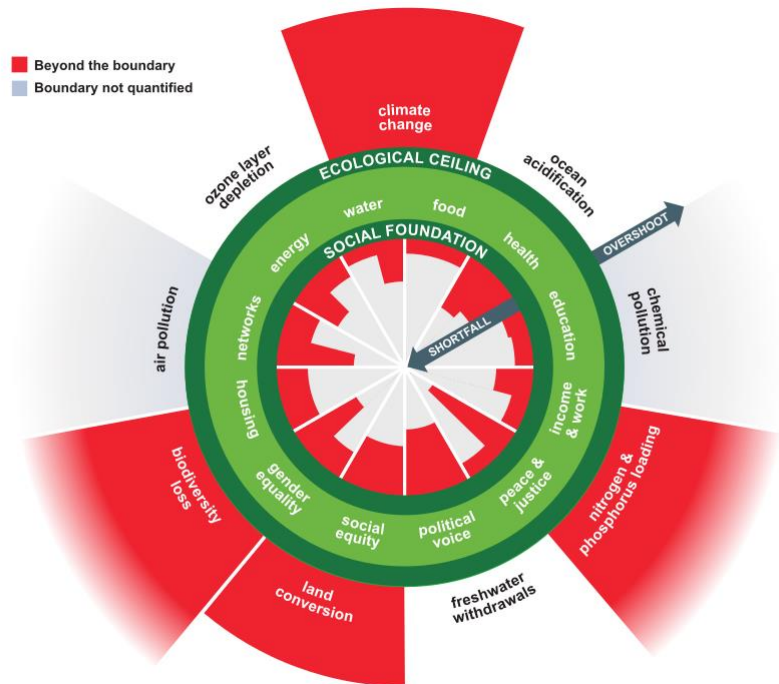 Beyond the boundary
Boundary not quantified
climate
change
ozone layer
depletion
ECOLOGICAL CEILING
ocean
acidification
water
food
energy
SOCIAL FOUNDATION
health
OVERSHOOT
air pollution
networks
SHORTFALL
education
chemical
pollution
housing
income
& work
biodiversity
loss
gender
equality
social
equity
political
voice
peace &
justice
nitrogen &
phosphorus loading
land
conversion
freshwater
withdrawals